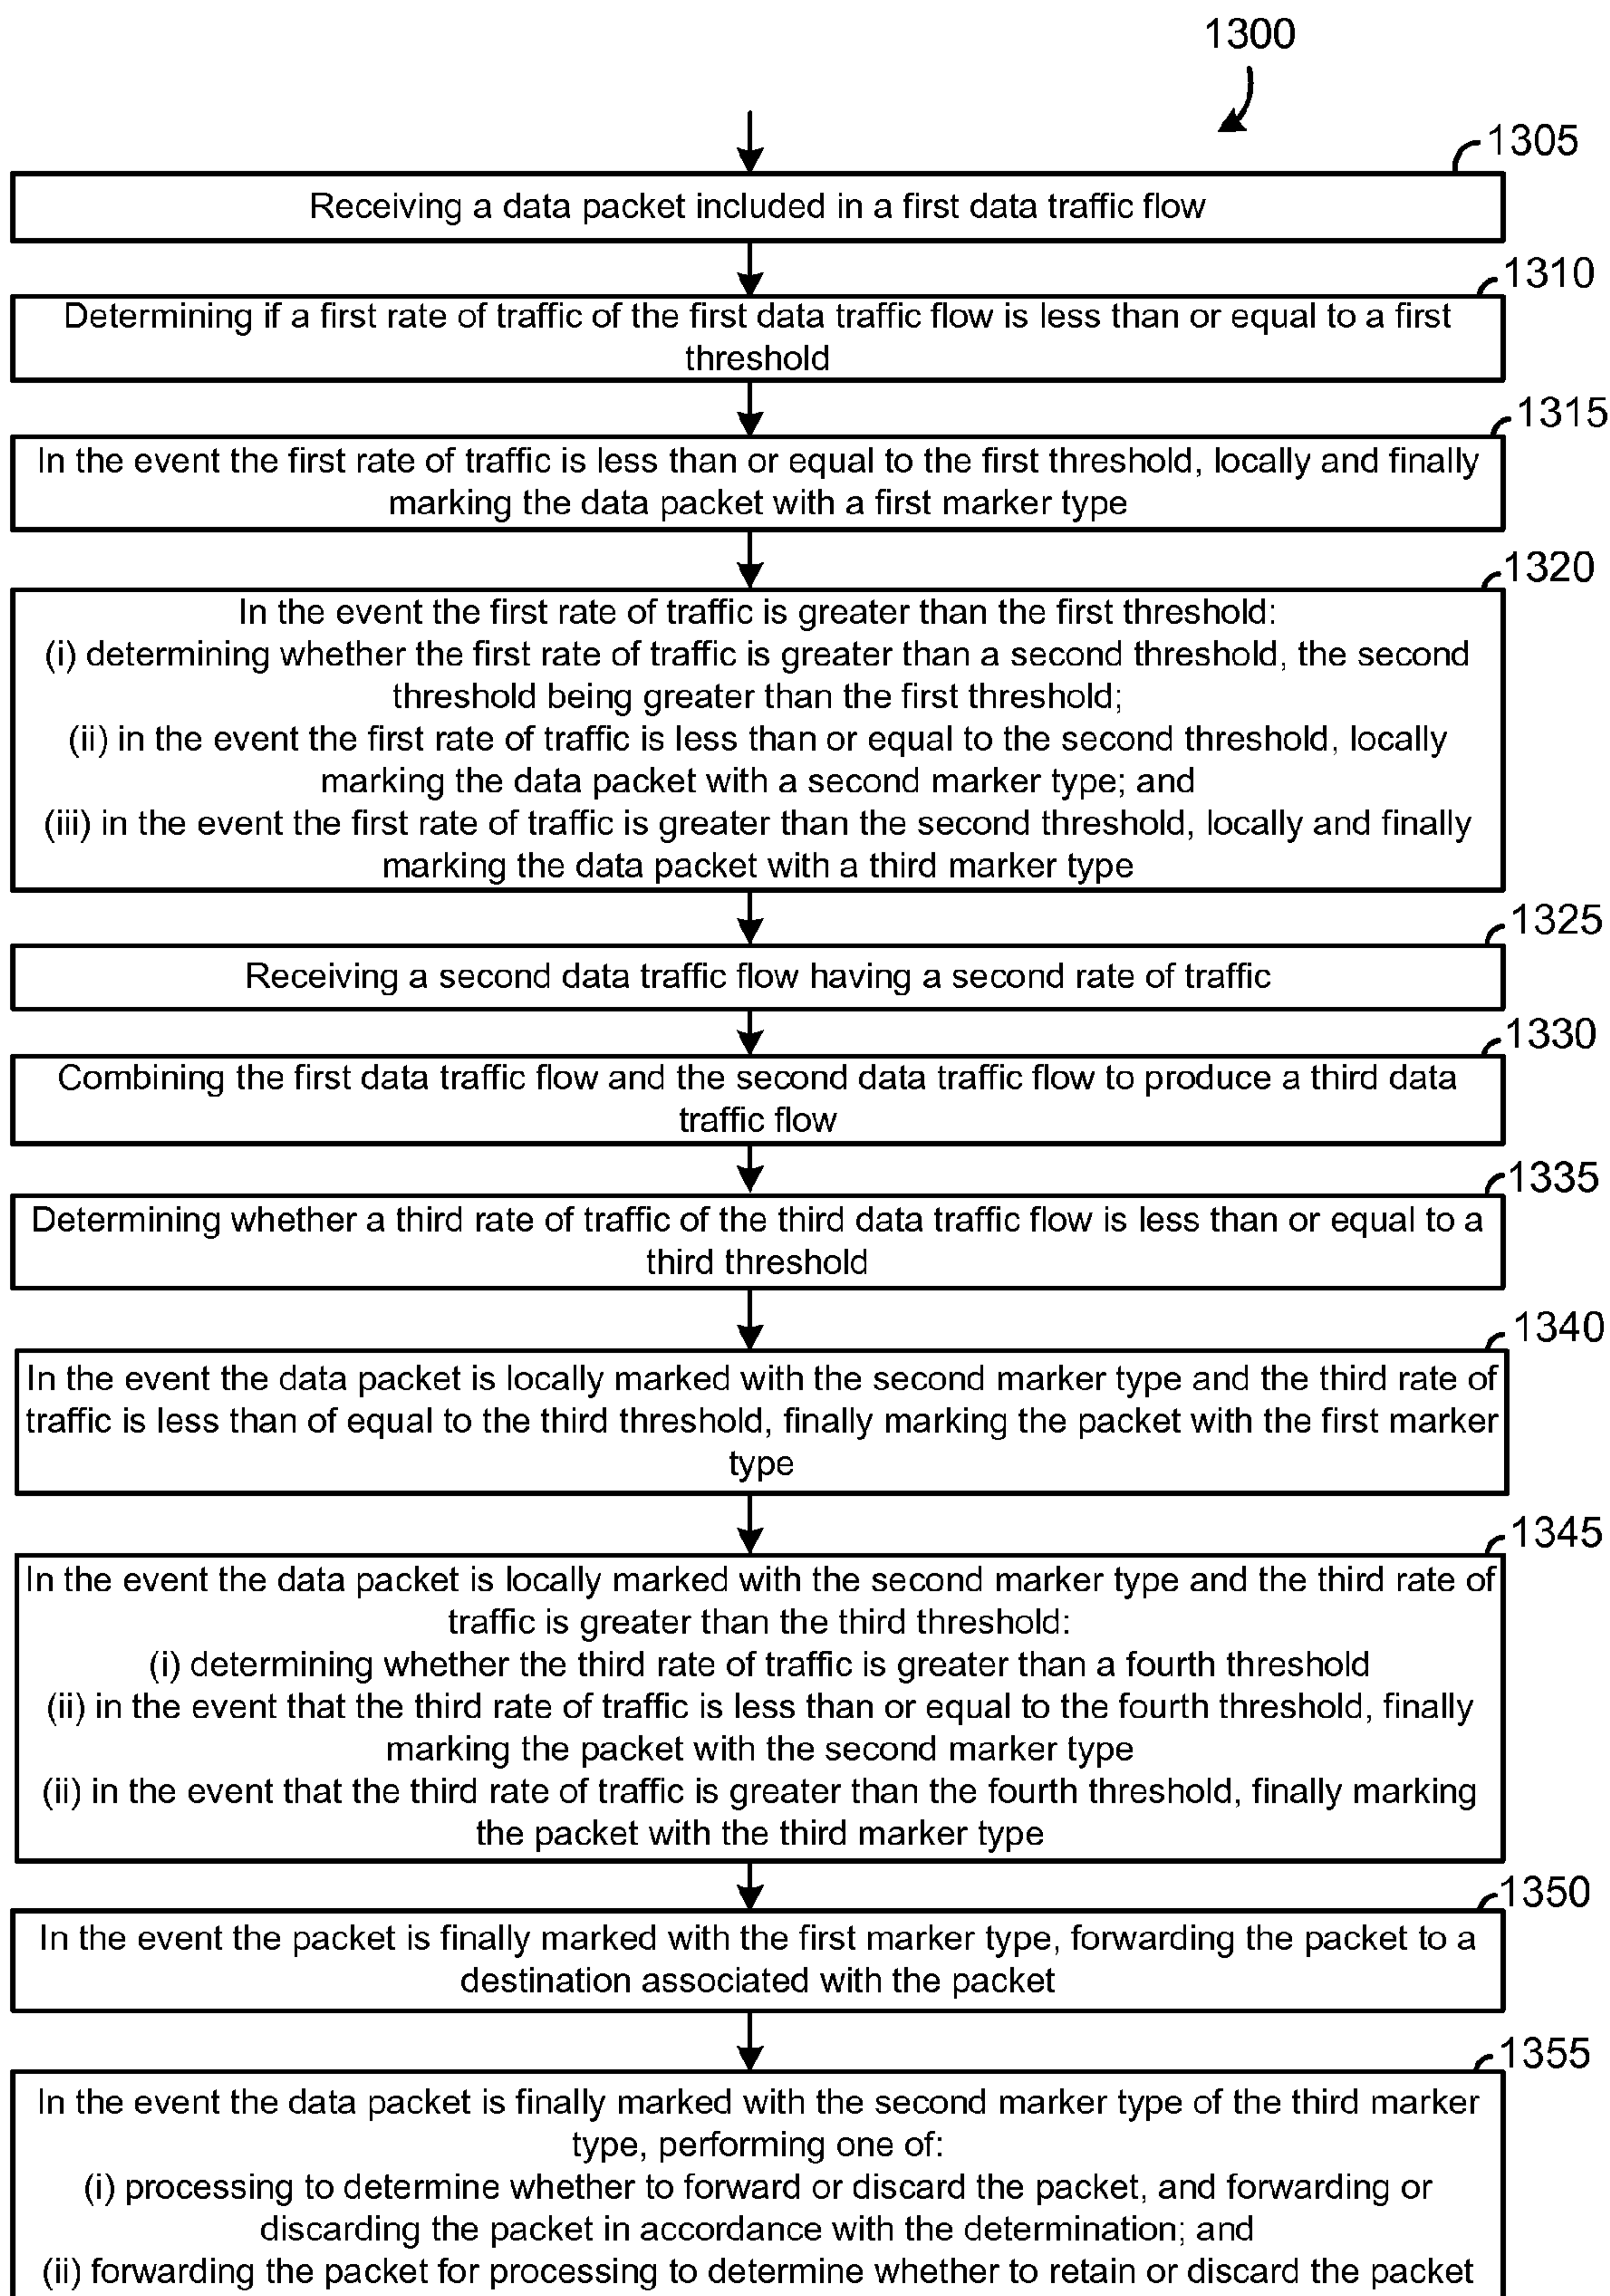 1300
1305
Receiving a data packet included in a first data traffic flow
1310
Determining if a first rate of traffic of the first data traffic flow is less than or equal to a first
threshold
1315
In the event the first rate of traffic is less than or equal to the first threshold, locally and finally
marking the data packet with a first marker type
1320
In the event the first rate of traffic is greater than the first threshold:
(i) determining whether the first rate of traffic is greater than a second threshold, the second
threshold being greater than the first threshold;
(ii) in the event the first rate of traffic is less than or equal to the second threshold, locally
marking the data packet with a second marker type; and
(iii) in the event the first rate of traffic is greater than the second threshold, locally and finally
marking the data packet with a third marker type
1325
Receiving a second data traffic flow having a second rate of traffic
1330
Combining the first data traffic flow and the second data traffic flow to produce a third data
traffic flow
1335
Determining whether a third rate of traffic of the third data traffic flow is less than or equal to a
third threshold
1340
In the event the data packet is locally marked with the second marker type and the third rate of
traffic is less than of equal to the third threshold, finally marking the packet with the first marker
type
1345
In the event the data packet is locally marked with the second marker type and the third rate of
traffic is greater than the third threshold:
(i) determining whether the third rate of traffic is greater than a fourth threshold
(ii) in the event that the third rate of traffic is less than or equal to the fourth threshold, finally
marking the packet with the second marker type
(ii) in the event that the third rate of traffic is greater than the fourth threshold, finally marking
the packet with the third marker type
1350
In the event the packet is finally marked with the first marker type, forwarding the packet to a
destination associated with the packet
1355
In the event the data packet is finally marked with the second marker type of the third marker
type, performing one of:
(i) processing to determine whether to forward or discard the packet, and forwarding or
discarding the packet in accordance with the determination; and
(ii) forwarding the packet for processing to determine whether to retain or discard the packet